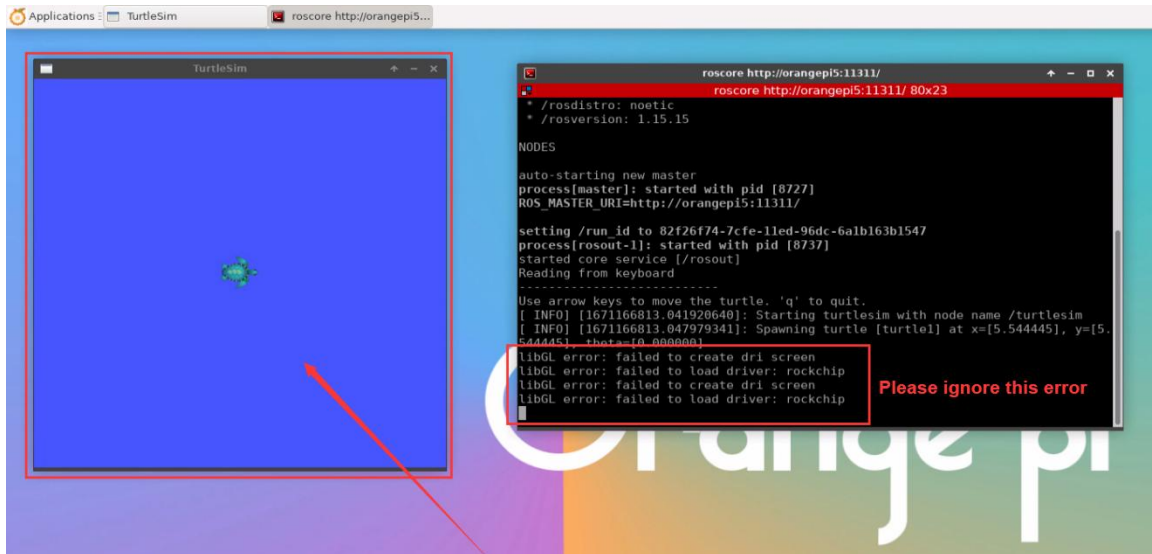 Applications
TurtleSim
roscore http://orangepi5...
TurtleSim
roscore http://orangepi5:11311/
roscore http://orangepi5:11311/ 80x23
* /rosdistro: noetic
* /rosversion: 1.15.15
NODES
auto-starting new master
process[master]: started with pid [8727]
ROS_MASTER_URI=http://orangepi5:11311/
setting /run_id to 82f26f74-7cfe-11ed-96dc-6a1b163b1547
process[rosout-1]: started with pid [8737]
started core service [/rosout]
Reading from keyboard
---------------------------
Use arrow keys to move the turtle. 'q' to quit.
[ INFO] [1671166813.041920640]: Starting turtlesim with node name /turtlesim
[ INFO] [1671166813.047979341]: Spawning turtle [turtle1] at x=[5.544445], y=[5.
544445], theta=[0.000000]
libGL error: failed to create dri screen
libGL error: failed to load driver: rockchip
libGL error: failed to create dri screen
libGL error: failed to load driver: rockchip
Please ignore this error
Orange pi